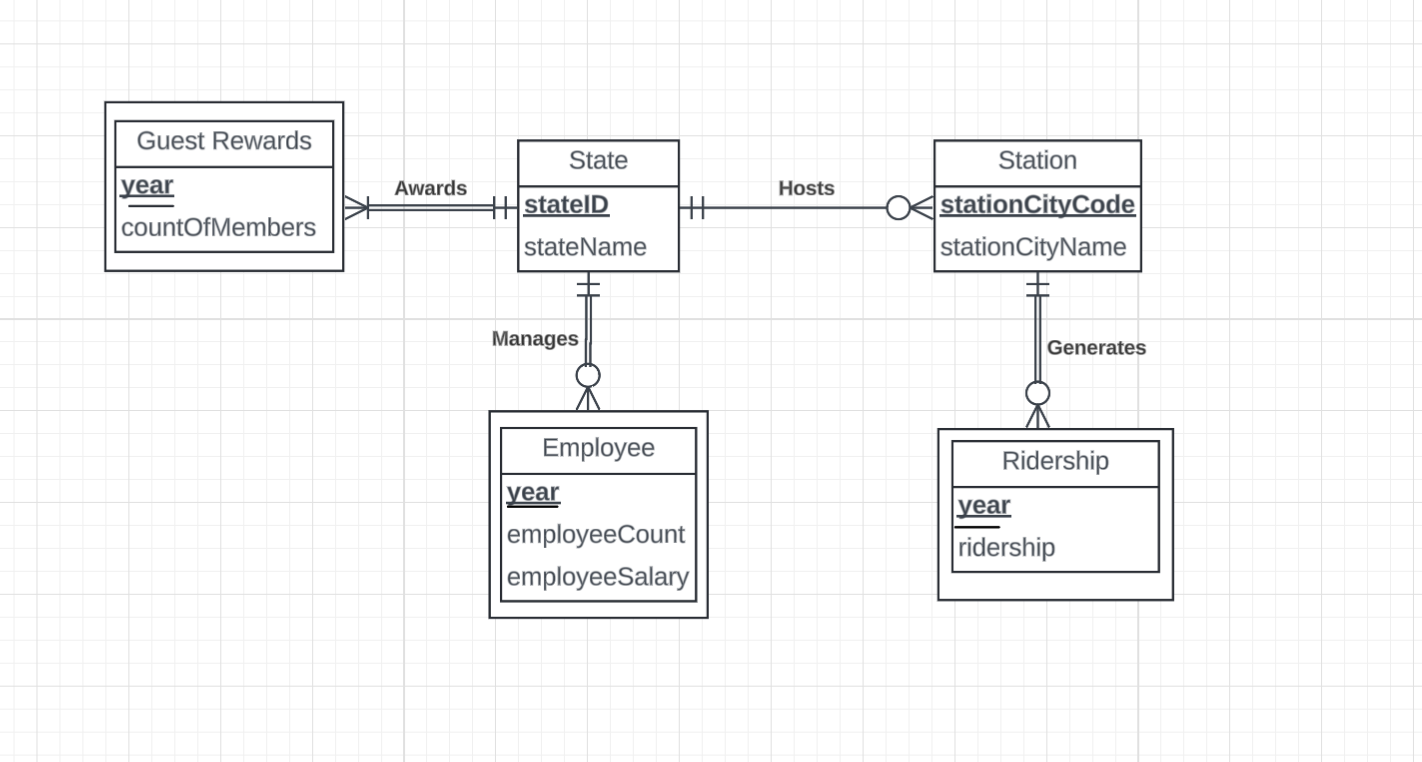 Guest Rewards
year
countOfMembers
Awards
State
stateID
stateName
Hosts
Station
stationCityCode
stationCityName
Manages
Generates
Employee
year
employeeCount
employeeSalary
Ridership
year
ridership